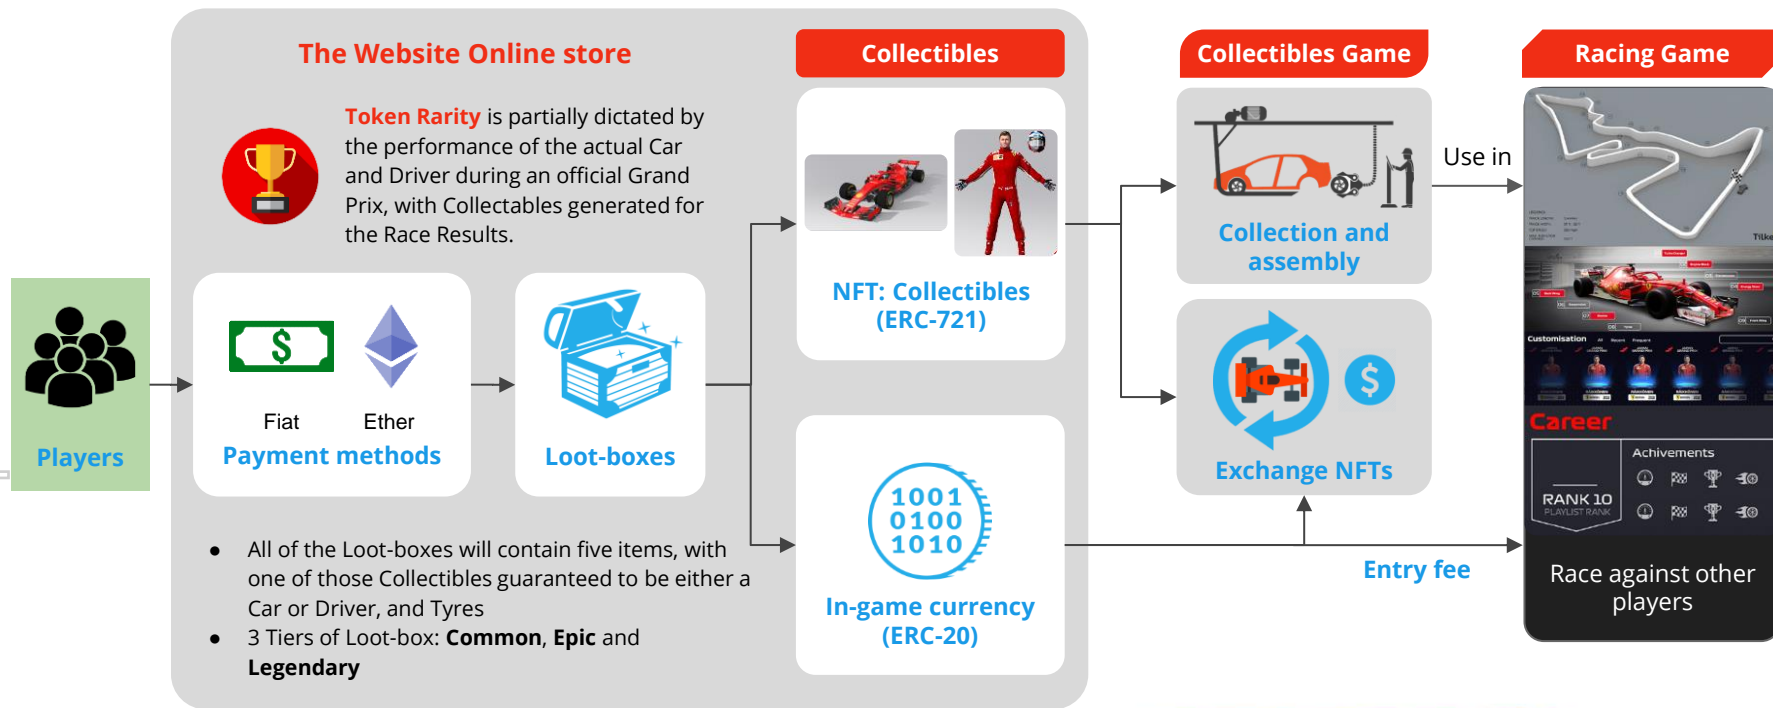 The Website Online store
Token Rarity is partially dictated by
the performance of the actual Car
and Driver during an official Grand
Prix, with Collectables generated for
the Race Results.
Players
$
Fiat
Ether
Payment methods
Loot-boxes
● All of the Loot-boxes will contain five items, with
one of those Collectibles guaranteed to be either a
Car or Driver, and Tyres
● 3 Tiers of Loot-box: Common, Epic and
Legendary
Collectibles
NFT: Collectibles
(ERC-721)
1001
0100
1010
In-game currency
(ERC-20)
Collectibles Game
Collection and
assembly
$
Exchange NFTs
Use in
Entry fee
Racing Game
Tilke
Customisation
All Recent Frequent
Career
Achivements
RANK 10
PLAYLIST RANK
Race against other
players